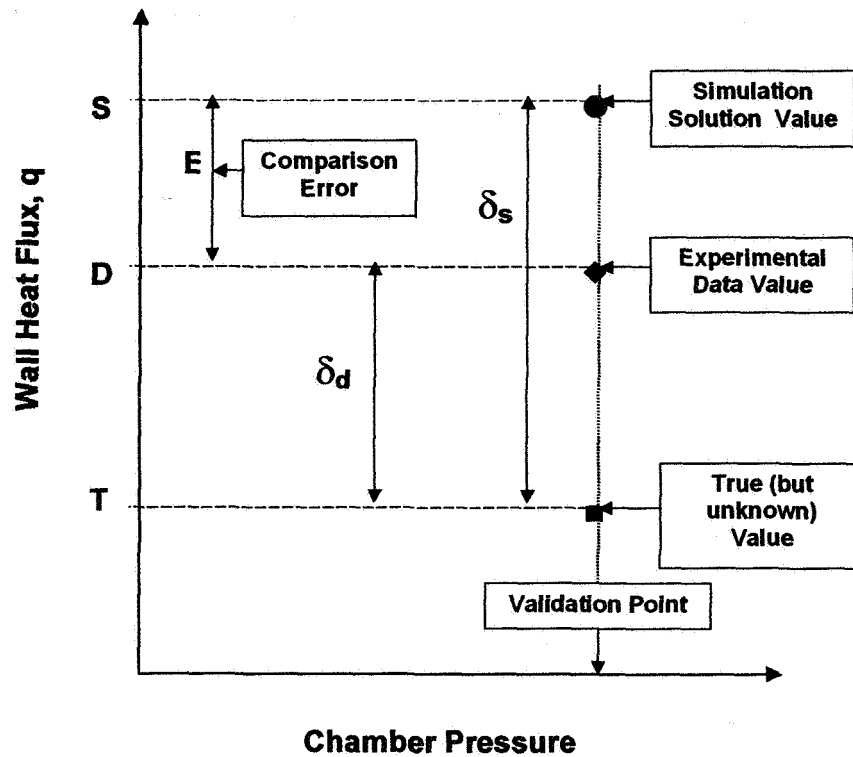 S
Simulation
Solution Value
E
Comparison
Error
δs
Wall Heat Flux, q
D
Experimental
Data Value
δd
T
True (but
unknown)
Value
Validation Point
Chamber Pressure